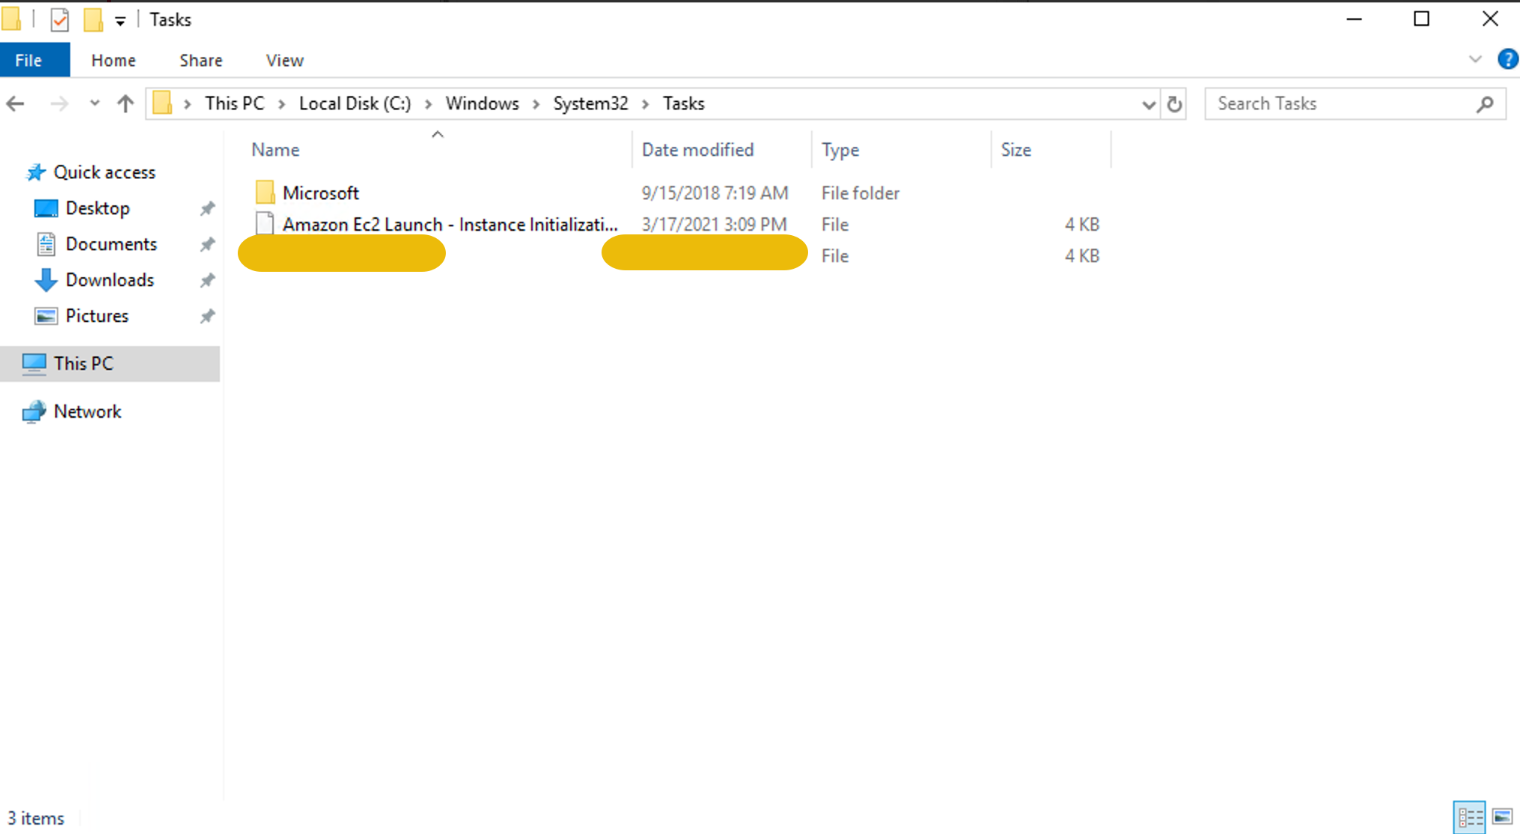 Tasks
File Home Share View
This PC Local Disk (C:) Windows System32 Tasks Search Tasks
Name Date modified Type Size
Quick access
Desktop
Documents
Downloads
Pictures
This PC
Network
Microsoft 9/15/2018 7:19 AM File folder
Amazon Ec2 Launch - Instance Initializati... 3/17/2021 3:09 PM File 4 KB
File 4 KB
3 items